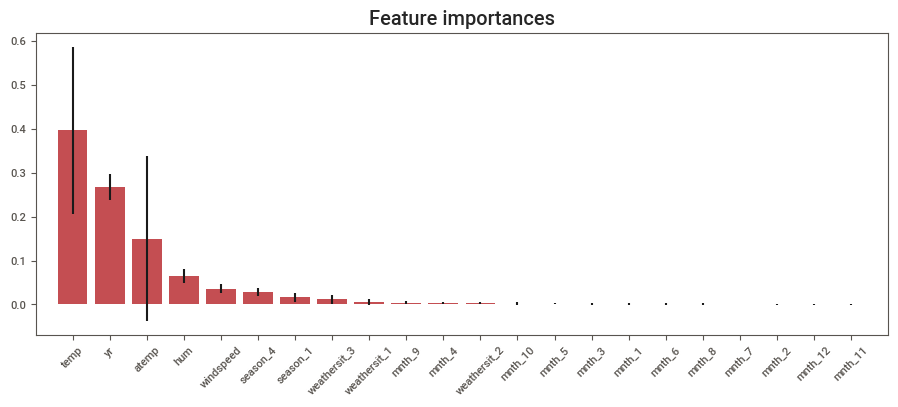 Feature importances
0.6
0.5
0.4
0.3
0.2
0.1
0.0
temp
yr
atemp
hum
windspeed
season_4
season_1
weathersit_3
weathersit_1
mnth_9
mnth_4
weathersit_2
mnth_10
mnth_5
mnth_3
mnth_1
mnth_6
mnth_8
mnth_7
mnth_2
mnth_12
mnth_11